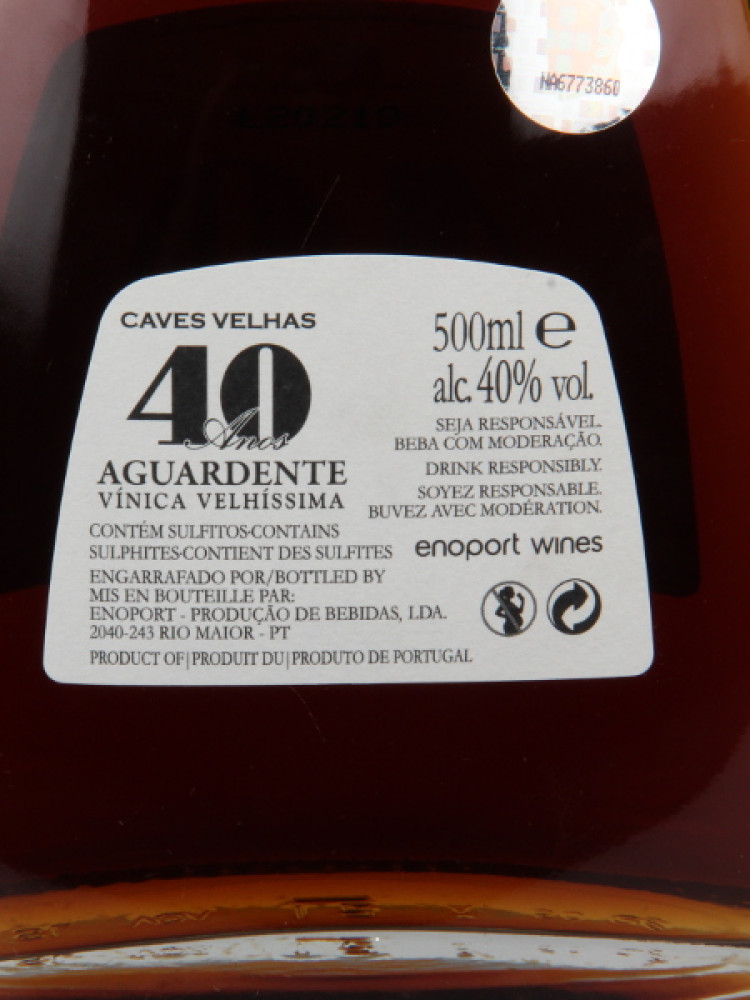 NA6773860
CAVES VELHAS
40
Anos
AGUARDENTE
VÍNICA VELHÍSSIMA
500ml e
alc. 40% vol.
SEJA RESPONSÁVEL.
BEBA COM MODERAÇÃO.
DRINK RESPONSIBLY.
SOYEZ RESPONSABLE.
BUVEZ AVEC MODÉRATION.
enoport wines
CONTÉM SULFITOS·CONTAINS
SULPHITES·CONTIENT DES SULFITES
ENGARRAFADO POR/BOTTLED BY
MIS EN BOUTEILLE PAR:
ENOPORT - PRODUÇÃO DE BEBIDAS, LDA.
2040-243 RIO MAIOR - PT
PRODUCT OF|PRODUIT DU|PRODUTO DE PORTUGAL